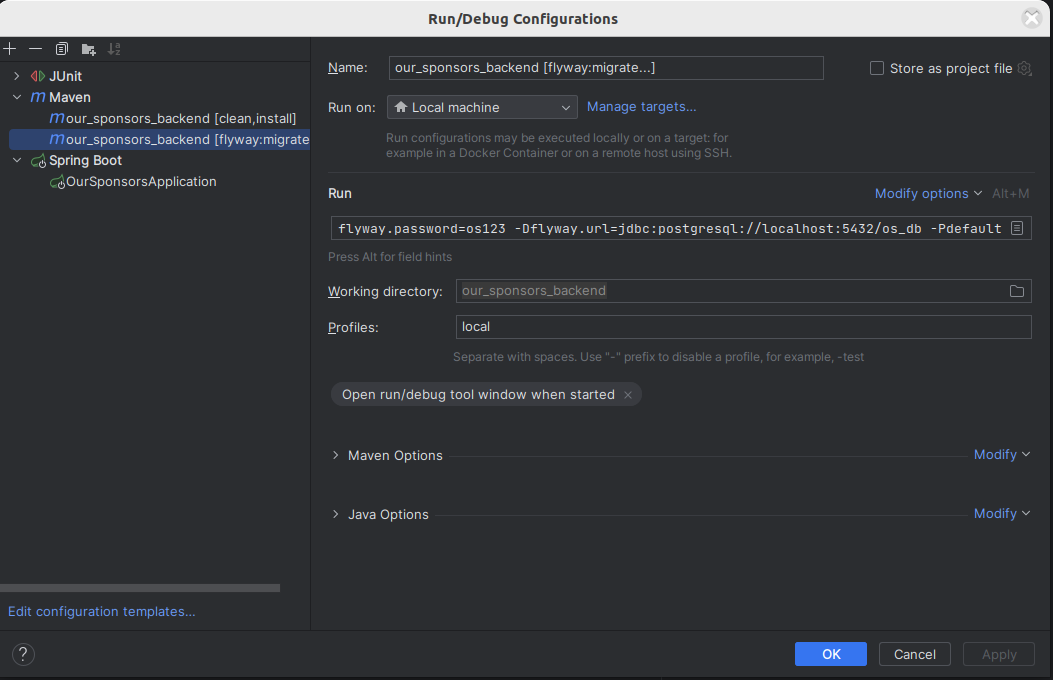 Run/Debug Configurations
JUnit
Maven
our_sponsors_backend [clean,install]
our_sponsors_backend [flyway:migrate
Spring Boot
OurSponsorsApplication
Edit configuration templates...
Name: our_sponsors_backend [flyway:migrate...] Store as project file
Run on: Local machine Manage targets...
Run configurations may be executed locally or on a target: for
example in a Docker Container or on a remote host using SSH.
Run Modify options Alt+M
flyway.password=os123 -Dflyway.url=jdbc:postgresql://localhost:5432/os_db -Pdefault
Press Alt for field hints
Working directory: our_sponsors_backend
Profiles: local
Separate with spaces. Use "-" prefix to disable a profile, for example, -test
Open run/debug tool window when started ×
Maven Options Modify
Java Options Modify
? OK Cancel Apply